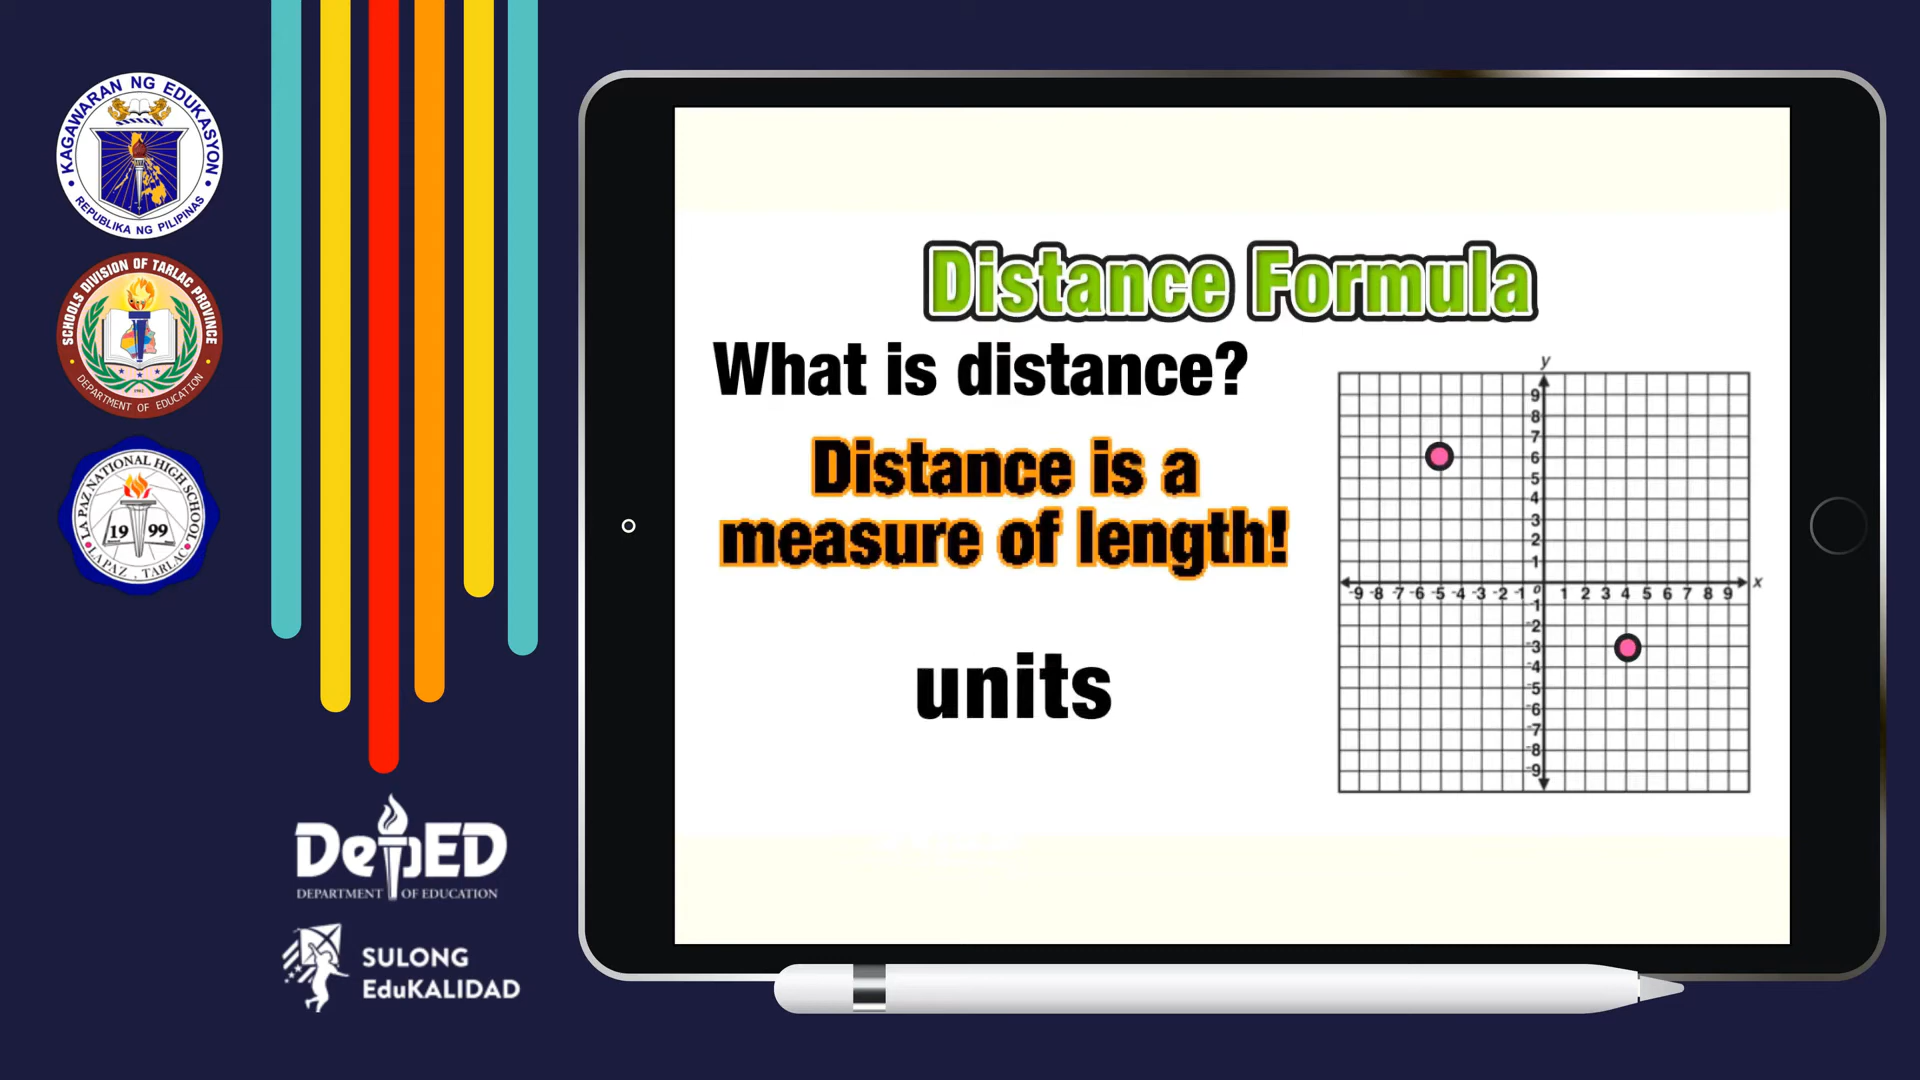 KAGAWARAN NG EDUKASYON
REPUBLIKA NG PILIPINAS
SCHOOLS DIVISION OF TARLAC PROVINCE
DEPARTMENT OF EDUCATION
LA PAZ NATIONAL HIGH SCHOOL
19 99
LA PAZ, TARLAC
DepED
DEPARTMENT OF EDUCATION
SULONG
EduKALIDAD
Distance Formula
What is distance?
Distance is a
measure of length!
units
y
9
8
7
6
5
4
3
2
1
-9 -8 -7 -6 -5 -4 -3 -2 -1 0 1 2 3 4 5 6 7 8 9 x
-1
-2
-3
-4
-5
-6
-7
-8
-9